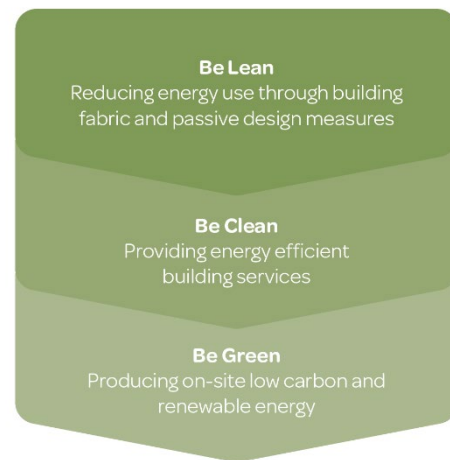 Be Lean
Reducing energy use through building
fabric and passive design measures
Be Clean
Providing energy efficient
building services
Be Green
Producing on-site low carbon and
renewable energy